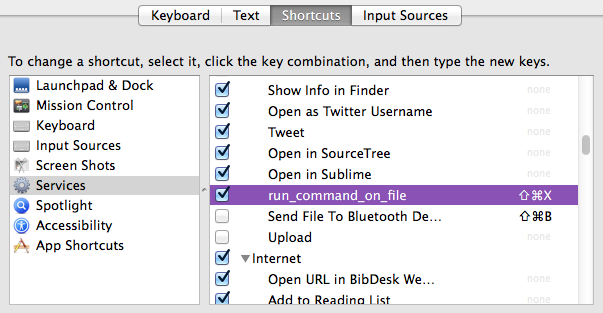 Keyboard Text Shortcuts Input Sources
To change a shortcut, select it, click the key combination, and then type the new keys.
Launchpad & Dock
Mission Control
Keyboard
Input Sources
Screen Shots
Services
Spotlight
Accessibility
App Shortcuts
Show Info in Finder none
Open as Twitter Username none
Tweet none
Open in SourceTree none
Open in Sublime none
run_command_on_file ⇧⌘X
Send File To Bluetooth De... ⇧⌘B
Upload none
Internet
Open URL in BibDesk We... none
Add to Reading List none